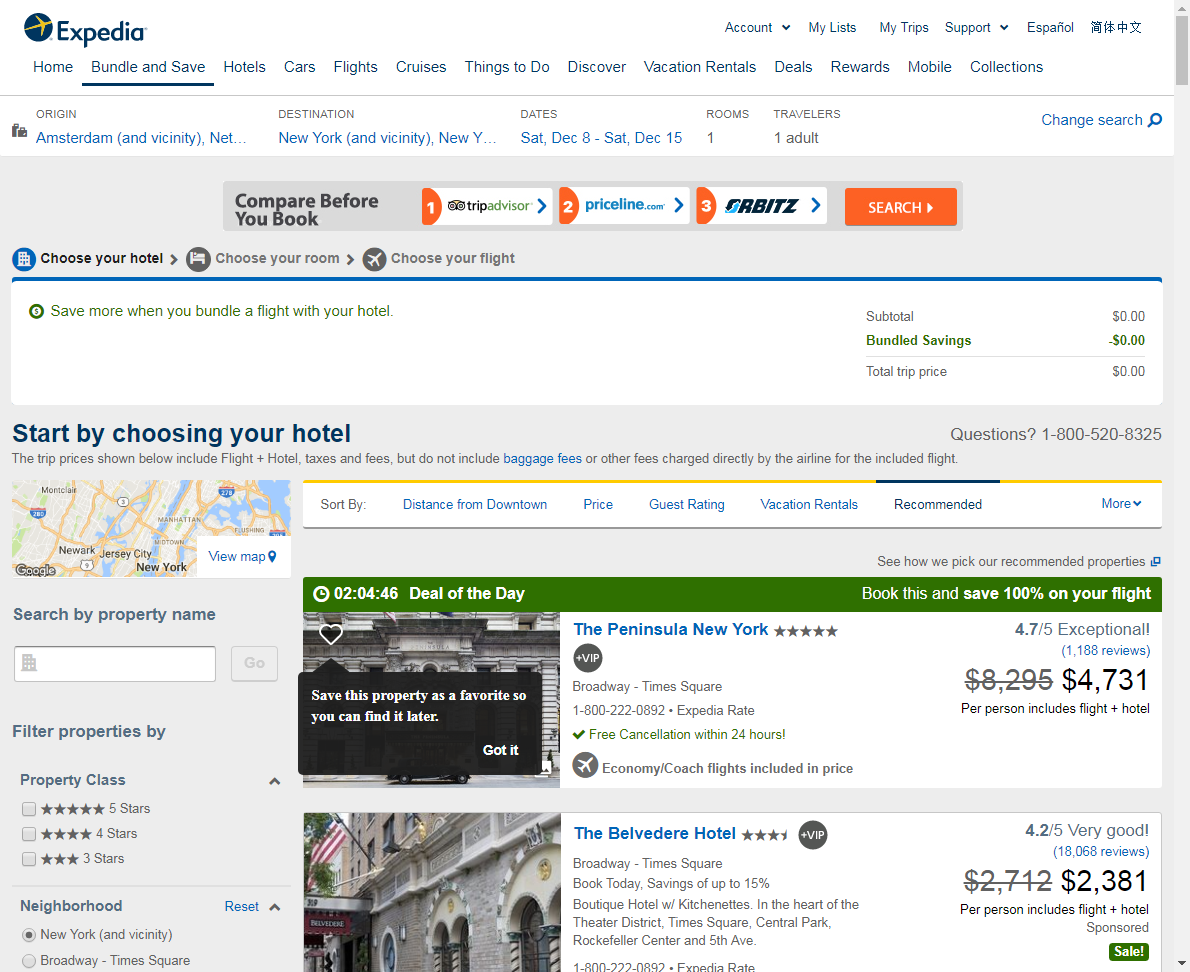 Expedia
Account My Lists My Trips Support Español 简体中文
Home Bundle and Save Hotels Cars Flights Cruises Things to Do Discover Vacation Rentals Deals Rewards Mobile Collections
ORIGIN DESTINATION DATES ROOMS TRAVELERS
Amsterdam (and vicinity), Net... New York (and vicinity), New Y... Sat, Dec 8 - Sat, Dec 15 1 1 adult
Change search
Compare Before
You Book
1 tripadvisor 2 priceline.com 3 ORBITZ SEARCH
Choose your hotel Choose your room Choose your flight
Save more when you bundle a flight with your hotel.
Subtotal $0.00
Bundled Savings -$0.00
Total trip price $0.00
Start by choosing your hotel
Questions? 1-800-520-8325
The trip prices shown below include Flight + Hotel, taxes and fees, but do not include baggage fees or other fees charged directly by the airline for the included flight.
Montclair
3
278
280
MANHATTAN
FLUSHING
MIDTOWN
Newark Jersey City
9
New York
Google
View map
Sort By: Distance from Downtown Price Guest Rating Vacation Rentals Recommended More
See how we pick our recommended properties
Search by property name
Go
Filter properties by
Property Class
5 Stars
4 Stars
3 Stars
Neighborhood Reset
New York (and vicinity)
Broadway - Times Square
02:04:46 Deal of the Day Book this and save 100% on your flight
Save this property as a favorite so
you can find it later.
Got it
The Peninsula New York
+VIP
Broadway - Times Square
1-800-222-0892 • Expedia Rate
Free Cancellation within 24 hours!
Economy/Coach flights included in price
4.7/5 Exceptional!
(1,188 reviews)
$8,295 $4,731
Per person includes flight + hotel
BELVEDERE
The Belvedere Hotel +VIP
Broadway - Times Square
Book Today, Savings of up to 15%
Boutique Hotel w/ Kitchenettes. In the heart of the
Theater District, Times Square, Central Park,
Rockefeller Center and 5th Ave.
1-800-222-0892 • Expedia Rate
4.2/5 Very good!
(18,068 reviews)
$2,712 $2,381
Per person includes flight + hotel
Sponsored
Sale!